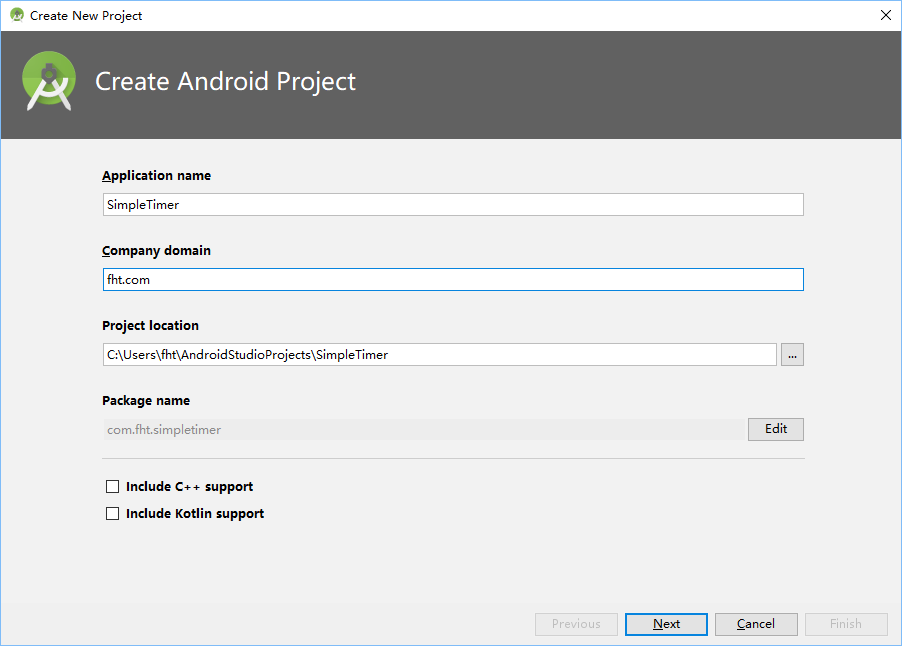 Create New Project
Create Android Project
Application name
SimpleTimer
Company domain
fht.com
Project location
C:\Users\fht\AndroidStudioProjects\SimpleTimer
...
Package name
com.fht.simpletimer
Edit
Include C++ support
Include Kotlin support
Previous
Next
Cancel
Finish